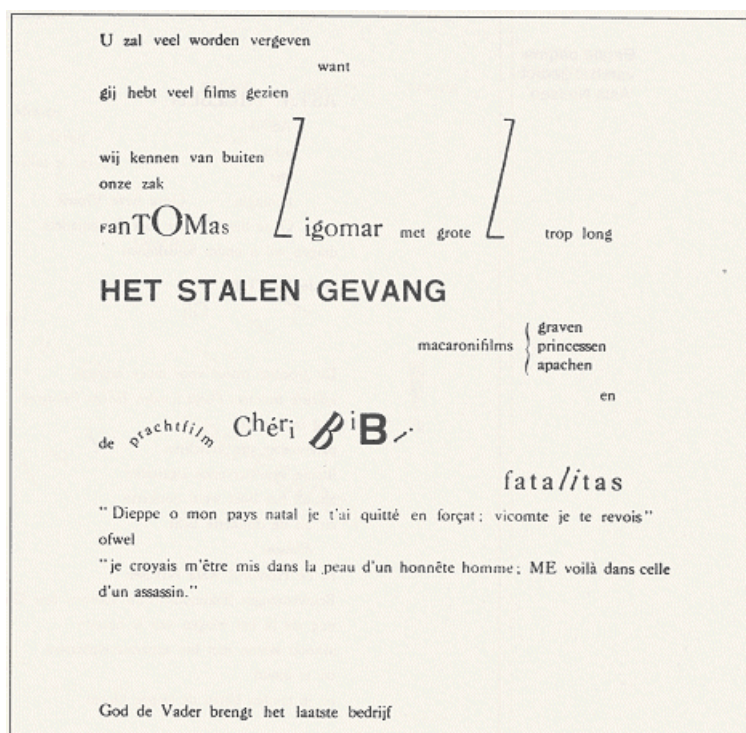 U zal veel worden vergeven
want
gij hebt veel films gezien
wij kennen van buiten
onze zak
FanTOMas Zigomar met grote Z trop long
HET STALEN GEVANG
macaronifilms { graven
princessen
apachen
en
de prachtfilm Chéri BiBi
fatalitas
"Dieppe o mon pays natal je t'ai quitté en forçat; vicomte je te revois"
ofwel
"je croyais m'être mis dans la peau d'un honnête homme; ME voilà dans celle
d'un assassin."
God de Vader brengt het laatste bedrijf